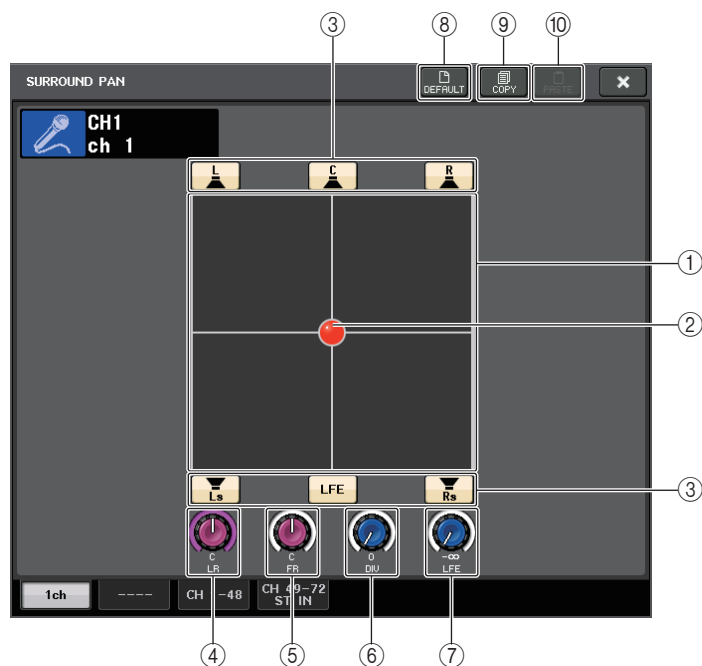 ③ ⑧ ⑨ ⑩
SURROUND PAN
DEFAULT
COPY
PASTE
CH1
ch 1
L C R
①
②
Ls LFE Rs
③
C C 0 -∞
LR FR DIV LFE
1ch ---- CH -48 CH 49-72
ST IN
④ ⑤ ⑥ ⑦